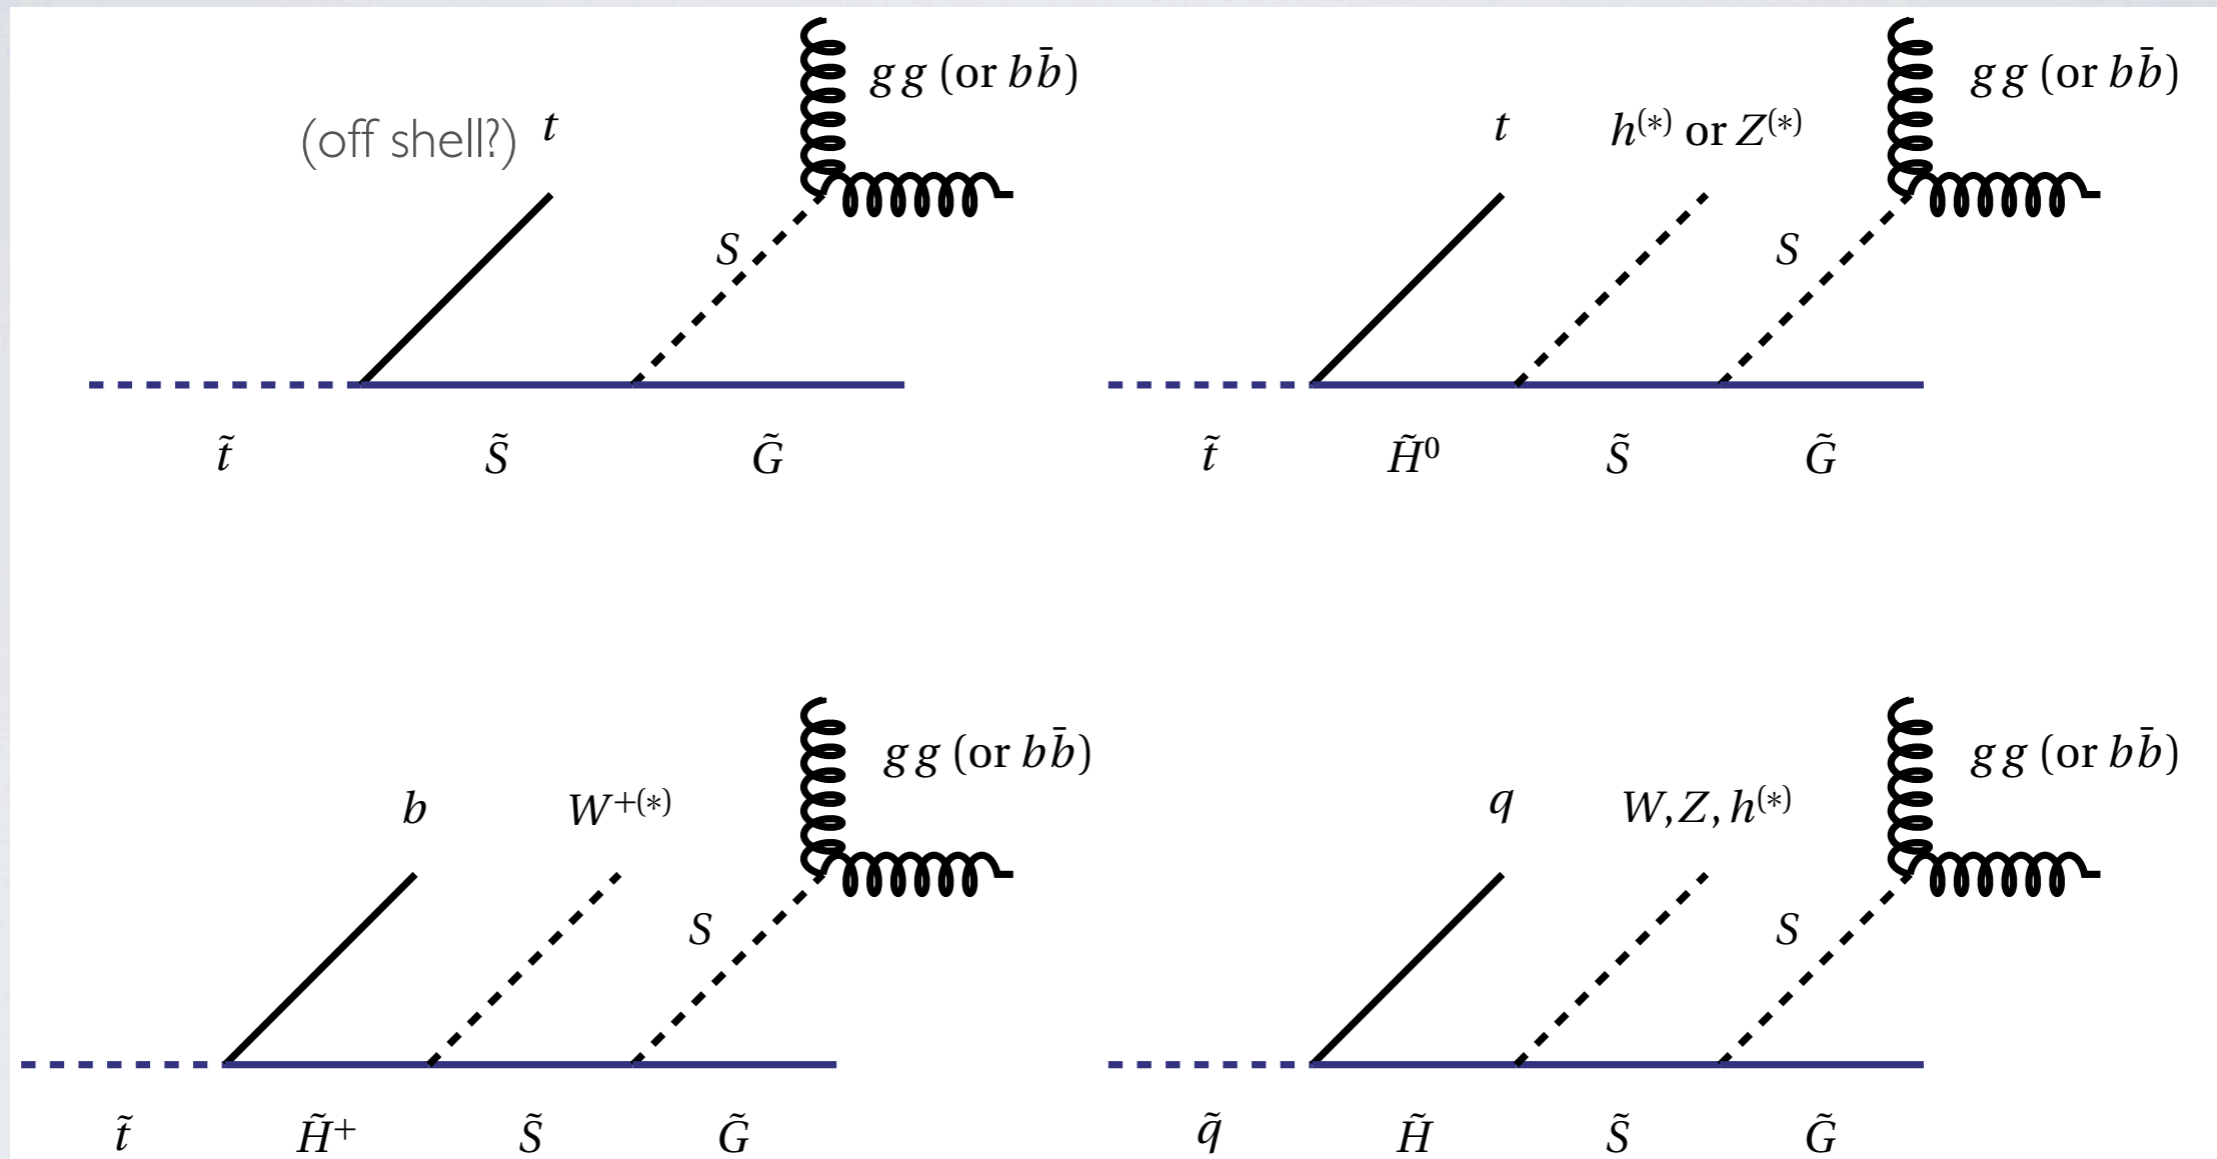 (off shell?) t
g g (or b b̄)
S
t̃ S̃ G̃
t h⁽*⁾ or Z⁽*⁾
g g (or b b̄)
S
t̃ H̃⁰ S̃ G̃
b W⁺⁽*⁾
g g (or b b̄)
S
t̃ H̃⁺ S̃ G̃
q W, Z, h⁽*⁾
g g (or b b̄)
S
q̃ H̃ S̃ G̃